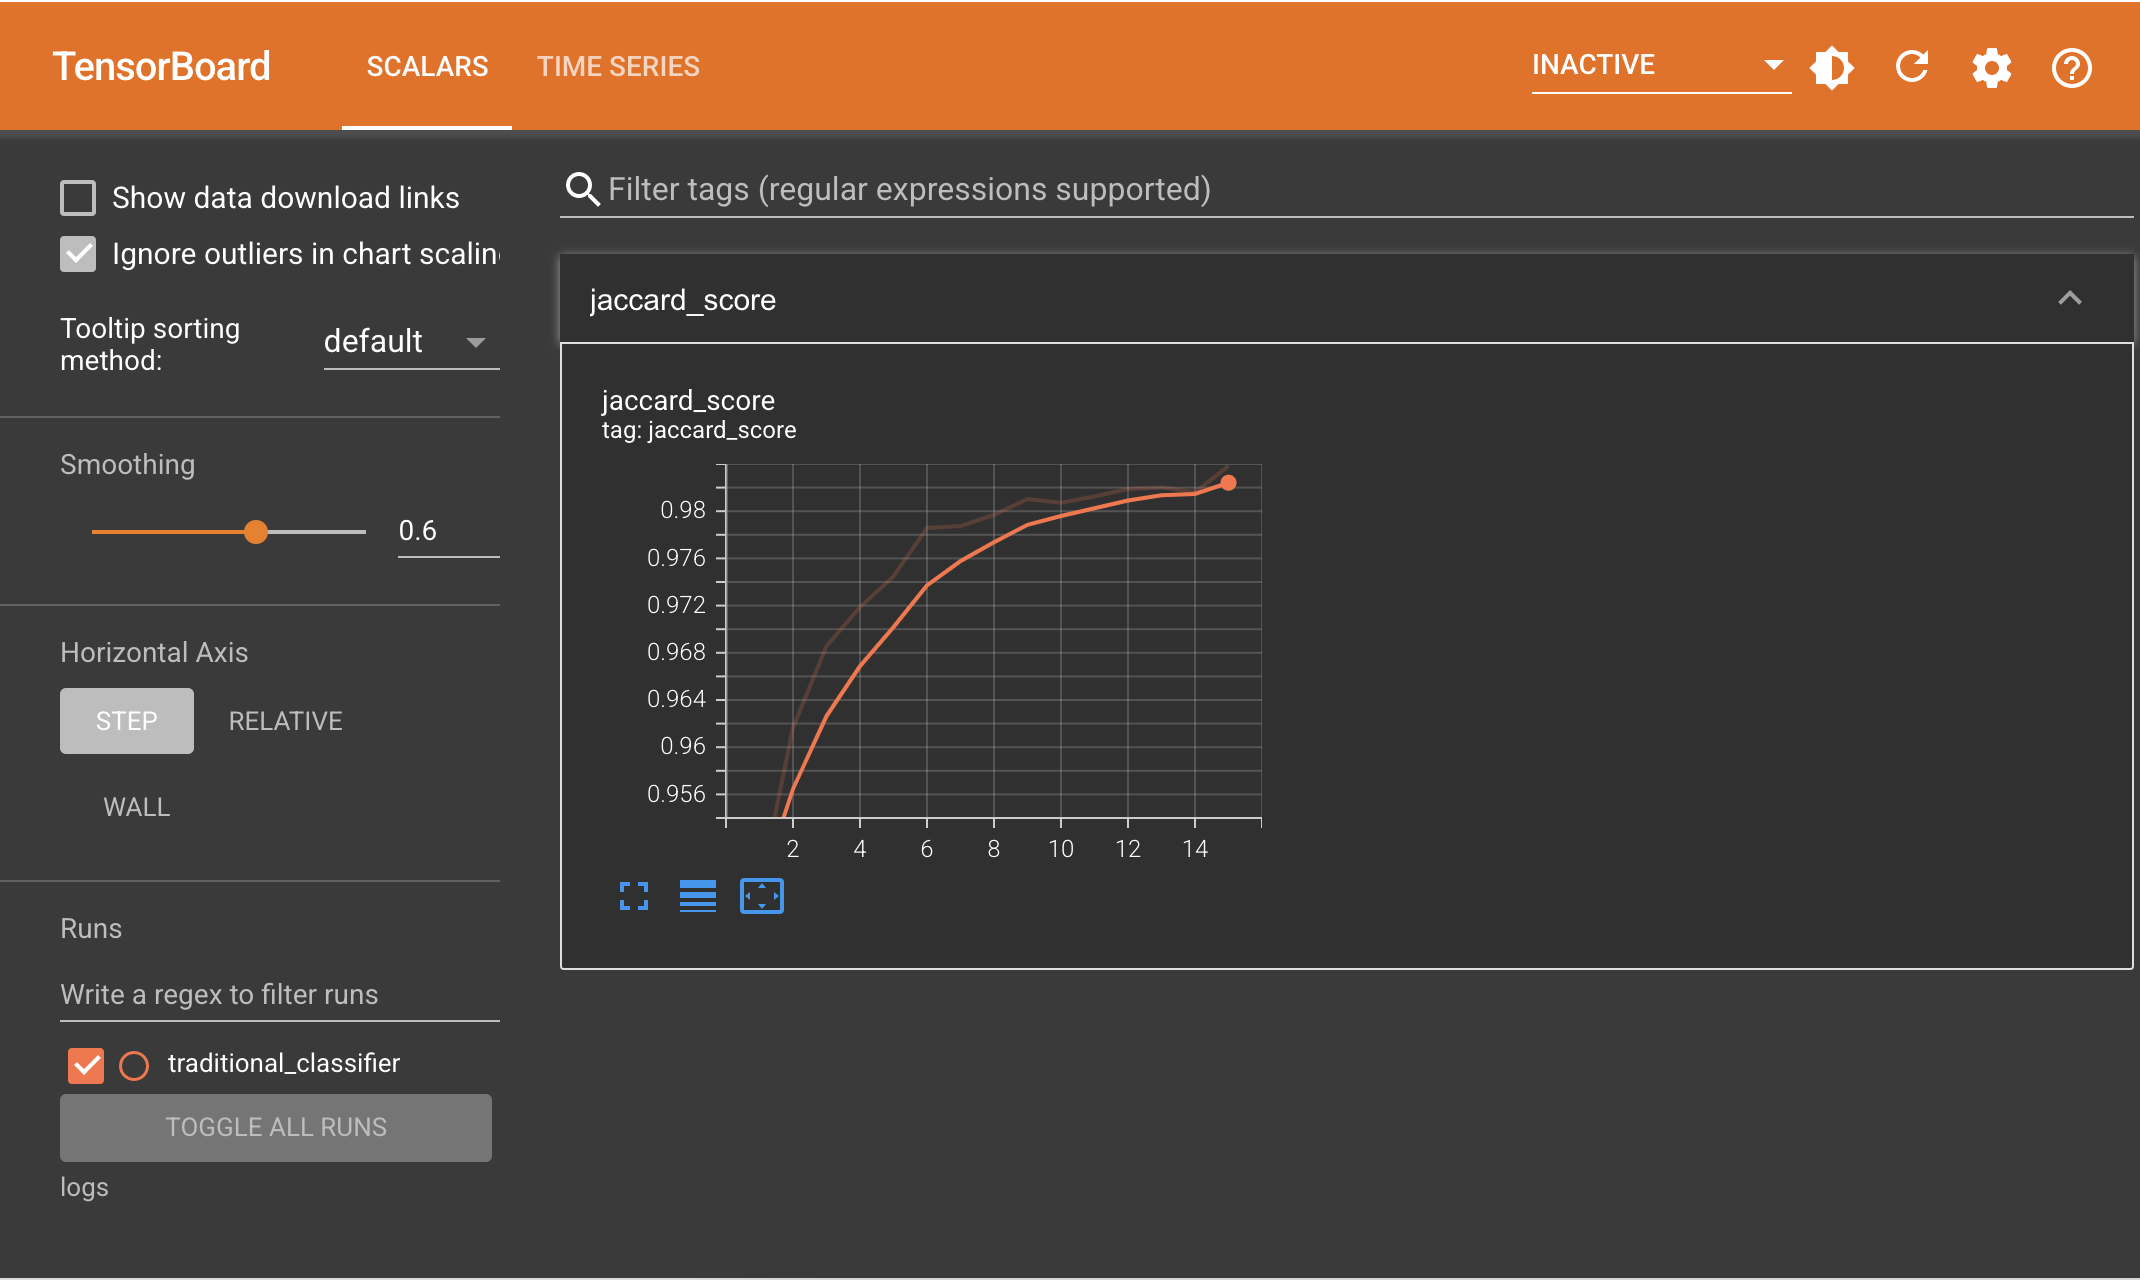 TensorBoard
SCALARS
TIME SERIES
INACTIVE
Show data download links
Ignore outliers in chart scalin
Tooltip sorting
method:
default
Smoothing
0.6
Horizontal Axis
STEP
RELATIVE
WALL
Runs
Write a regex to filter runs
traditional_classifier
TOGGLE ALL RUNS
logs
Filter tags (regular expressions supported)
jaccard_score
jaccard_score
tag: jaccard_score
0.98
0.976
0.972
0.968
0.964
0.96
0.956
2 4 6 8 10 12 14